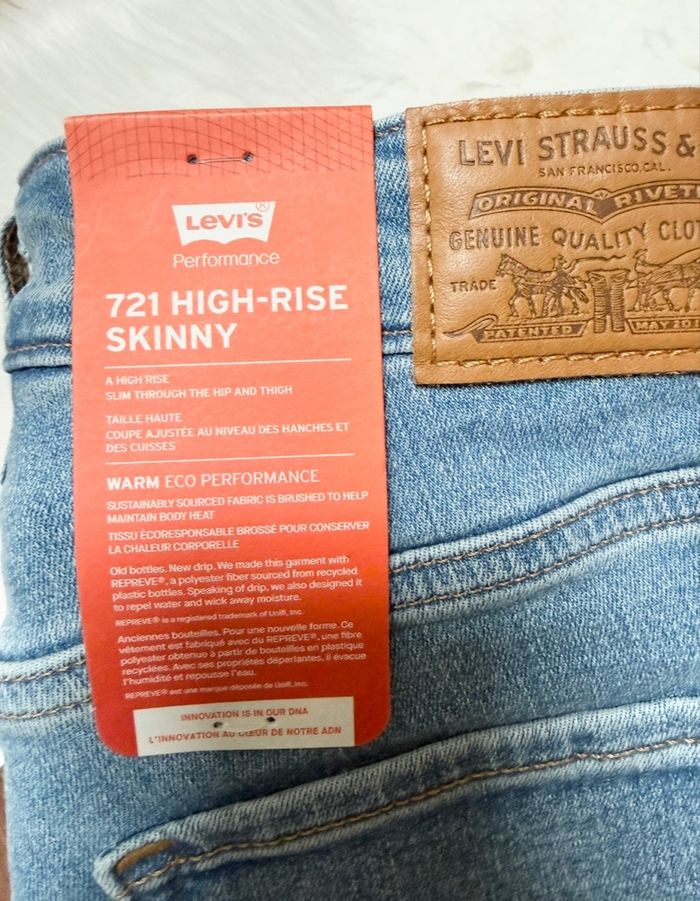 LEVI'S®
Performance
721 HIGH-RISE
SKINNY
A HIGH RISE
SLIM THROUGH THE HIP AND THIGH
TAILLE HAUTE
COUPE AJUSTÉE AU NIVEAU DES HANCHES ET
DES CUISSES
WARM ECO PERFORMANCE
SUSTAINABLY SOURCED FABRIC IS BRUSHED TO HELP
MAINTAIN BODY HEAT
TISSU ÉCORESPONSABLE BROSSÉ POUR CONSERVER
LA CHALEUR CORPORELLE
Old bottles. New drip. We made this garment with
REPREVE®, a polyester fiber sourced from recycled
plastic bottles. Speaking of drip, we also designed it
to repel water and wick away moisture.
REPREVE® is a registered trademark of Unifi, Inc.
Anciennes bouteilles. Pour une nouvelle forme. Ce
vêtement est fabriqué avec du REPREVE®, une fibre
polyester obtenue à partir de bouteilles en plastique
recyclées. Avec ses propriétés déperlantes, il évacue
l'humidité et repousse l'eau.
REPREVE® est une marque déposée de Unifi, Inc.
INNOVATION IS IN OUR DNA
L'INNOVATION AU CŒUR DE NOTRE ADN
LEVI STRAUSS &
SAN FRANCISCO, CAL.
ORIGINAL RIVET
GENUINE QUALITY CLOT
TRADE
PATENTED
MAY 20